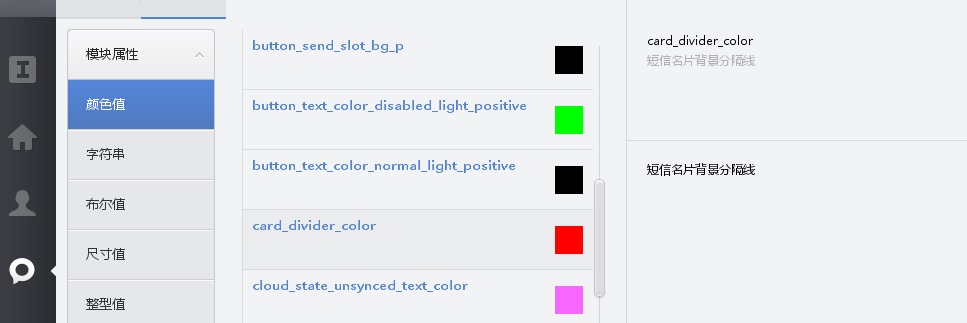 模块属性
颜色值
字符串
布尔值
尺寸值
整型值
button_send_slot_bg_p
button_text_color_disabled_light_positive
button_text_color_normal_light_positive
card_divider_color
cloud_state_unsynced_text_color
card_divider_color
短信名片背景分隔线
短信名片背景分隔线